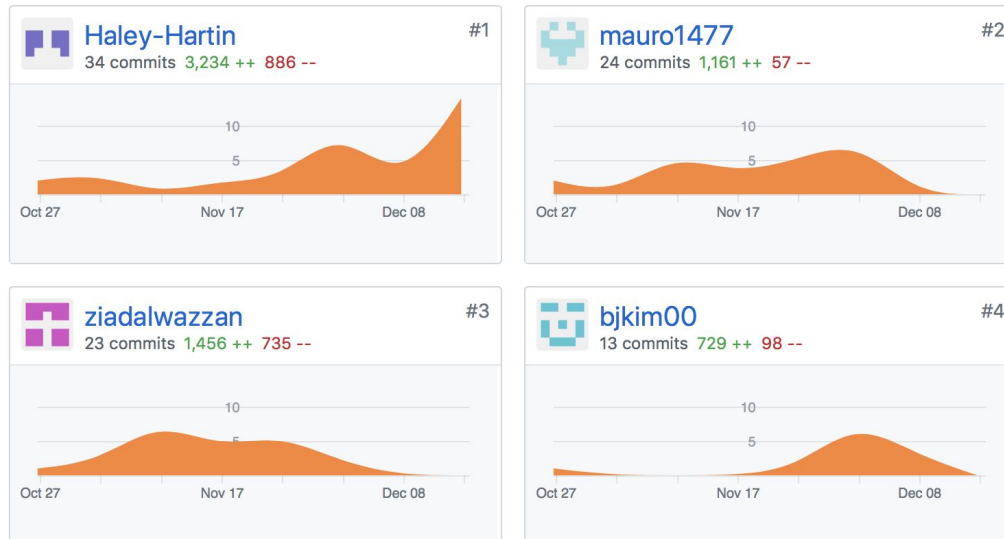 Haley-Hartin #1
34 commits 3,234 ++ 886 --
10
5
Oct 27 Nov 17 Dec 08
mauro1477 #2
24 commits 1,161 ++ 57 --
10
5
Oct 27 Nov 17 Dec 08
ziadalwazzan #3
23 commits 1,456 ++ 735 --
10
5
Oct 27 Nov 17 Dec 08
bjkim00 #4
13 commits 729 ++ 98 --
10
5
Oct 27 Nov 17 Dec 08